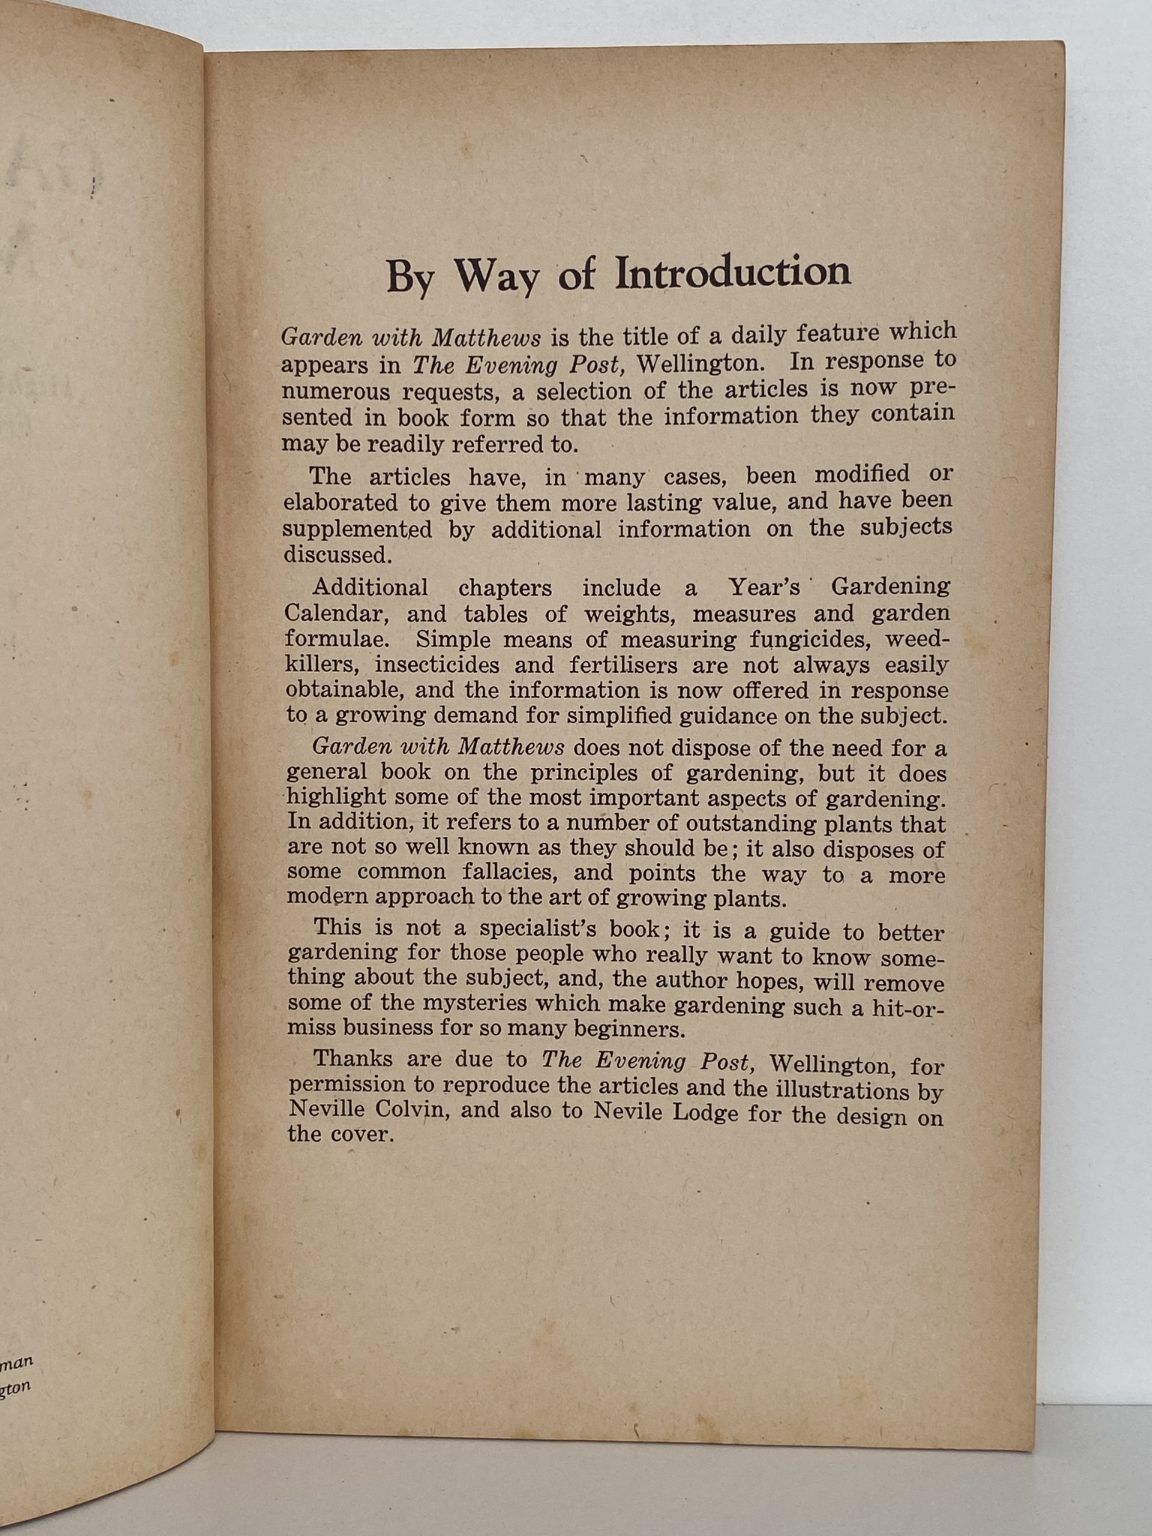 By Way of Introduction
Garden with Matthews is the title of a daily feature which
appears in The Evening Post, Wellington. In response to
numerous requests, a selection of the articles is now pre-
sented in book form so that the information they contain
may be readily referred to.
The articles have, in many cases, been modified or
elaborated to give them more lasting value, and have been
supplemented by additional information on the subjects
discussed.
Additional chapters include a Year's Gardening
Calendar, and tables of weights, measures and garden
formulae. Simple means of measuring fungicides, weed-
killers, insecticides and fertilisers are not always easily
obtainable, and the information is now offered in response
to a growing demand for simplified guidance on the subject.
Garden with Matthews does not dispose of the need for a
general book on the principles of gardening, but it does
highlight some of the most important aspects of gardening.
In addition, it refers to a number of outstanding plants that
are not so well known as they should be; it also disposes of
some common fallacies, and points the way to a more
modern approach to the art of growing plants.
This is not a specialist's book; it is a guide to better
gardening for those people who really want to know some-
thing about the subject, and, the author hopes, will remove
some of the mysteries which make gardening such a hit-or-
miss business for so many beginners.
Thanks are due to The Evening Post, Wellington, for
permission to reproduce the articles and the illustrations by
Neville Colvin, and also to Nevile Lodge for the design on
the cover.
man
gton